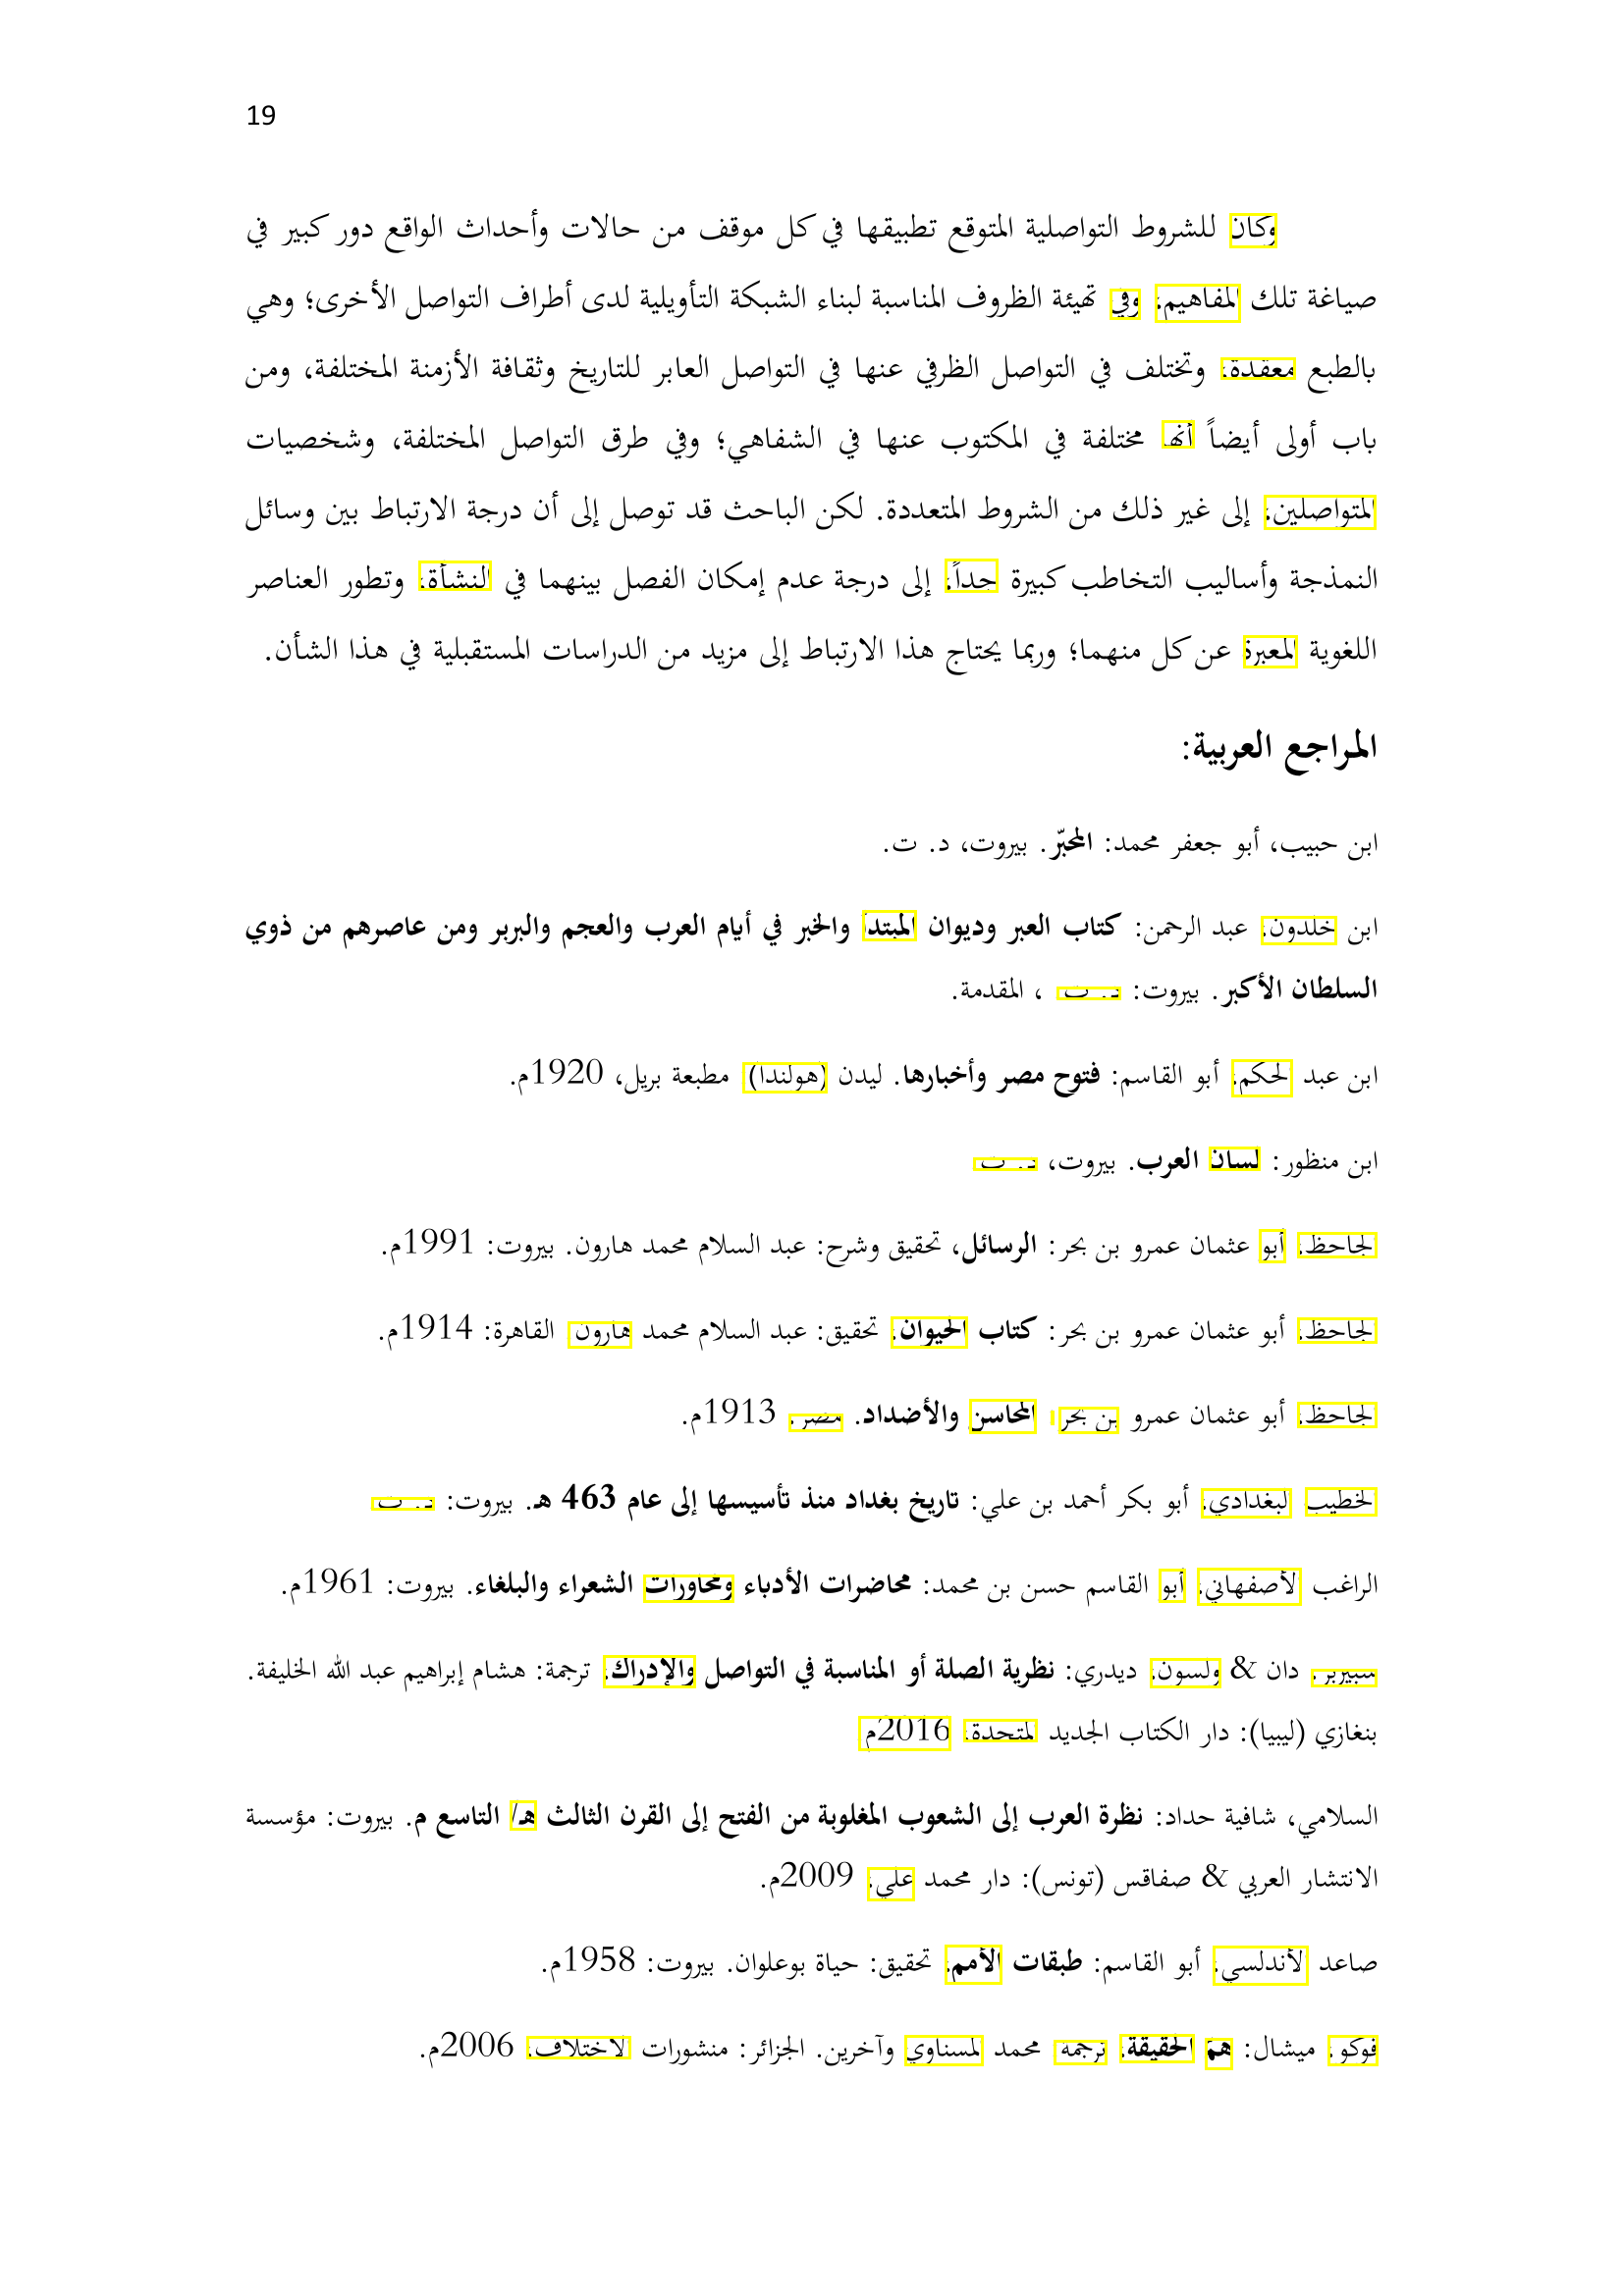 19
وكان للشروط التواصلية المتوقع تطبيقها في كل موقف من حالات وأحداث الواقع دور كبير في
صياغة تلك المفاهيم؛ وفي تهيئة الظروف المناسبة لبناء الشبكة التأويلية لدى أطراف التواصل الأخرى؛ وهي
بالطبع معقدة؛ وتختلف في التواصل الظرفي عنها في التواصل العابر للتاريخ وثقافة الأزمنة المختلفة، ومن
باب أولى أيضاً أنها مختلفة في المكتوب عنها في الشفاهي؛ وفي طرق التواصل المختلفة، وشخصيات
المتواصلين؛ إلى غير ذلك من الشروط المتعددة. لكن الباحث قد توصل إلى أن درجة الارتباط بين وسائل
النمذجة وأساليب التخاطب كبيرة جداً؛ إلى درجة عدم إمكان الفصل بينهما في النشأة، وتطور العناصر
اللغوية المعبرة عن كل منهما؛ وربما يحتاج هذا الارتباط إلى مزيد من الدراسات المستقبلية في هذا الشأن.
المراجع العربية:
ابن حبيب، أبو جعفر محمد: المحبّر. بيروت، د. ت.
ابن خلدون، عبد الرحمن: كتاب العبر وديوان المبتدأ والخبر في أيام العرب والعجم والبربر ومن عاصرهم من ذوي
السلطان الأكبر. بيروت: د. ت ، المقدمة.
ابن عبد الحكم، أبو القاسم: فتوح مصر وأخبارها. ليدن (هولندا) مطبعة بريل، 1920م.
ابن منظور: لسان العرب. بيروت، د. ت
الجاحظ، أبو عثمان عمرو بن بحر: الرسائل، تحقيق وشرح: عبد السلام محمد هارون. بيروت: 1991م.
الجاحظ، أبو عثمان عمرو بن بحر: كتاب الحيوان، تحقيق: عبد السلام محمد هارون القاهرة: 1914م.
الجاحظ، أبو عثمان عمرو بن بحر: المحاسن والأضداد. مصر، 1913م.
الخطيب البغدادي، أبو بكر أحمد بن علي: تاريخ بغداد منذ تأسيسها إلى عام 463 هـ. بيروت: د. ت
الراغب الأصفهاني، أبو القاسم حسن بن محمد: محاضرات الأدباء ومحاورات الشعراء والبلغاء. بيروت: 1961م.
سبيربر، دان & ولسون، ديدري: نظرية الصلة أو المناسبة في التواصل والإدراك، ترجمة: هشام إبراهيم عبد الله الخليفة.
بنغازي (ليبيا): دار الكتاب الجديد المتحدة، 2016م
السلامي، شافية حداد: نظرة العرب إلى الشعوب المغلوبة من الفتح إلى القرن الثالث هـ/ التاسع م. بيروت: مؤسسة
الانتشار العربي & صفاقس (تونس): دار محمد علي، 2009م.
صاعد الأندلسي، أبو القاسم: طبقات الأمم، تحقيق: حياة بوعلوان. بيروت: 1958م.
فوكو، ميشال: همّ الحقيقة، ترجمة محمد المسناوي وآخرين. الجزائر: منشورات الاختلاف، 2006م.